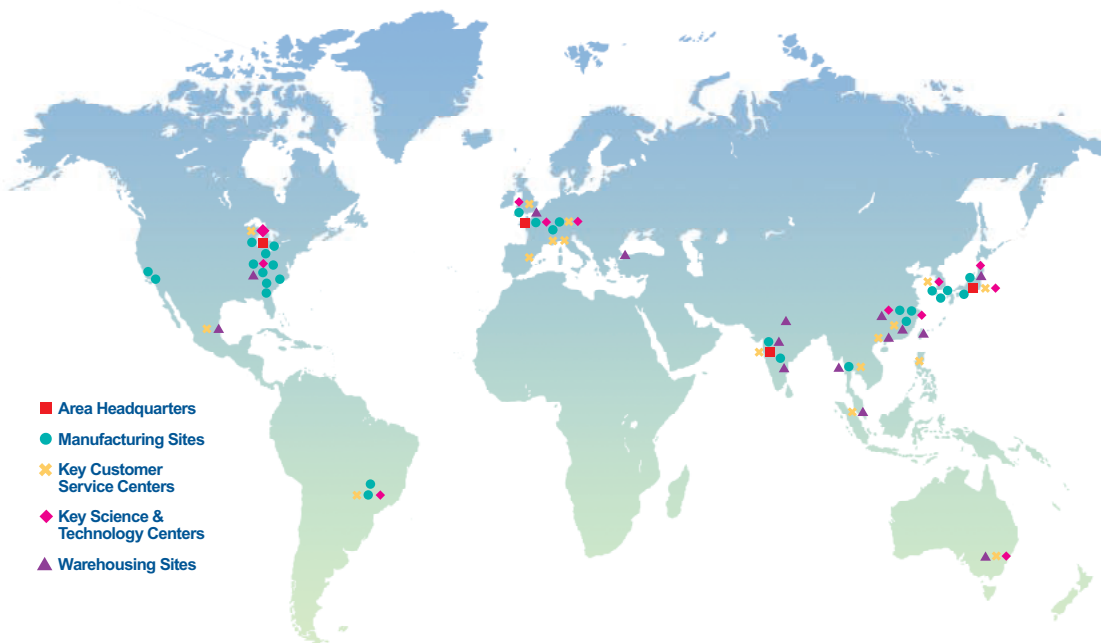 Area Headquarters
Manufacturing Sites
Key Customer
Service Centers
Key Science &
Technology Centers
Warehousing Sites